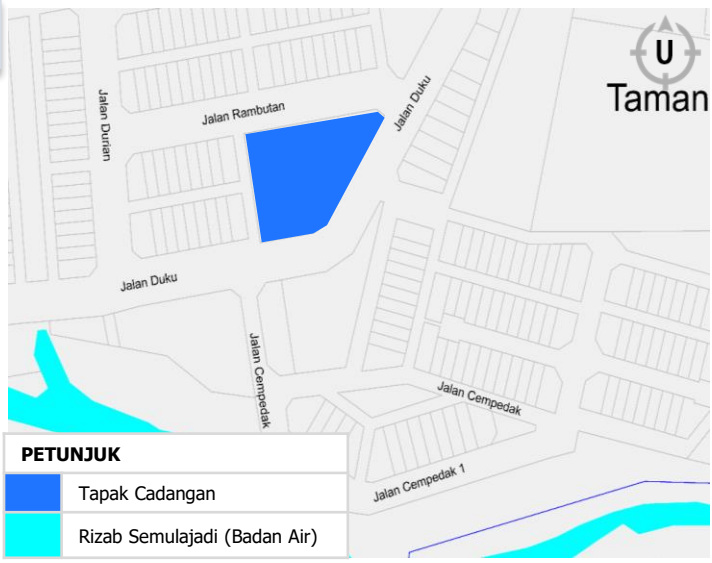 U
Taman
Jalan Duku
Jalan Rambutan
Jalan Durian
Jalan Duku
Jalan Cempedak
Jalan Cempedak
Jalan Cempedak 1
PETUNJUK
Tapak Cadangan
Rizab Semulajadi (Badan Air)